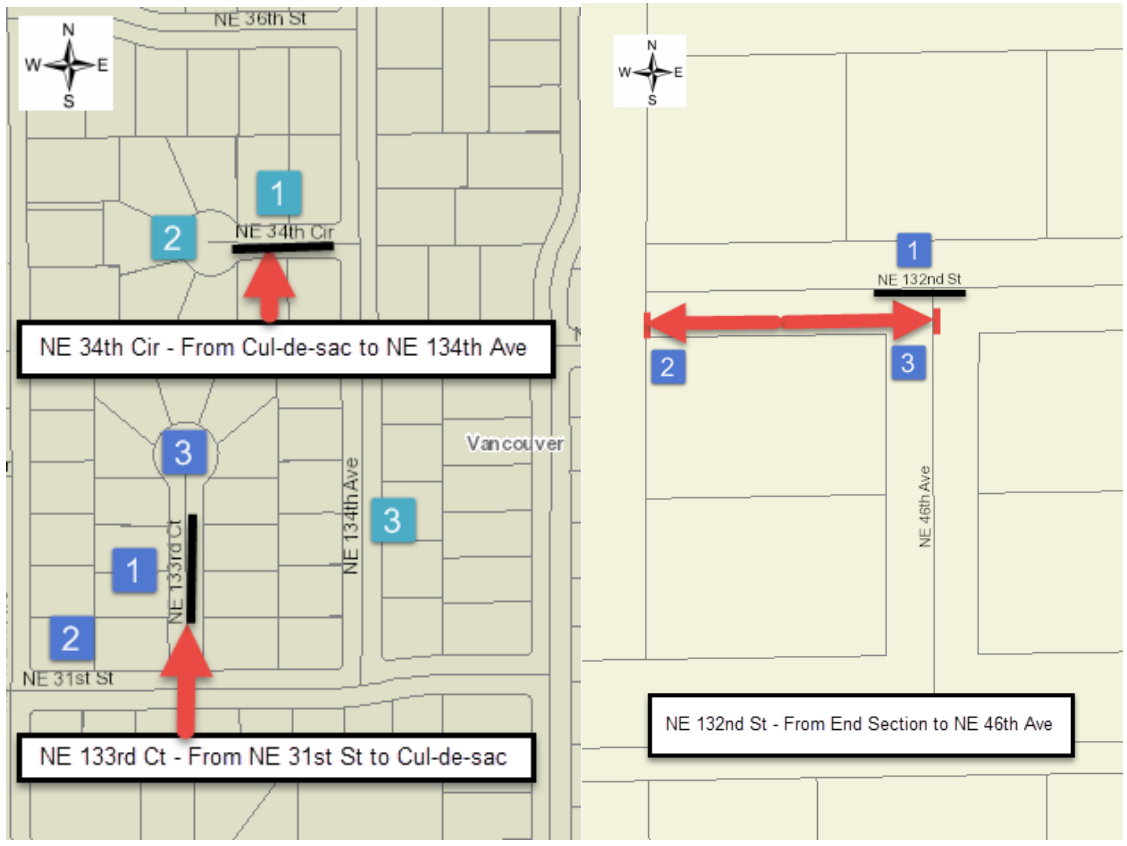 NE 36th St
N
W E
S
1
2
NE 34th Cir
NE 34th Cir - From Cul-de-sac to NE 134th Ave
3
Vancouver
NE 134th Ave
3
NE 133rd Ct
1
2
NE 31st St
NE 133rd Ct - From NE 31st St to Cul-de-sac
N
W E
S
1
NE 132nd St
2
3
NE 46th Ave
NE 132nd St - From End Section to NE 46th Ave